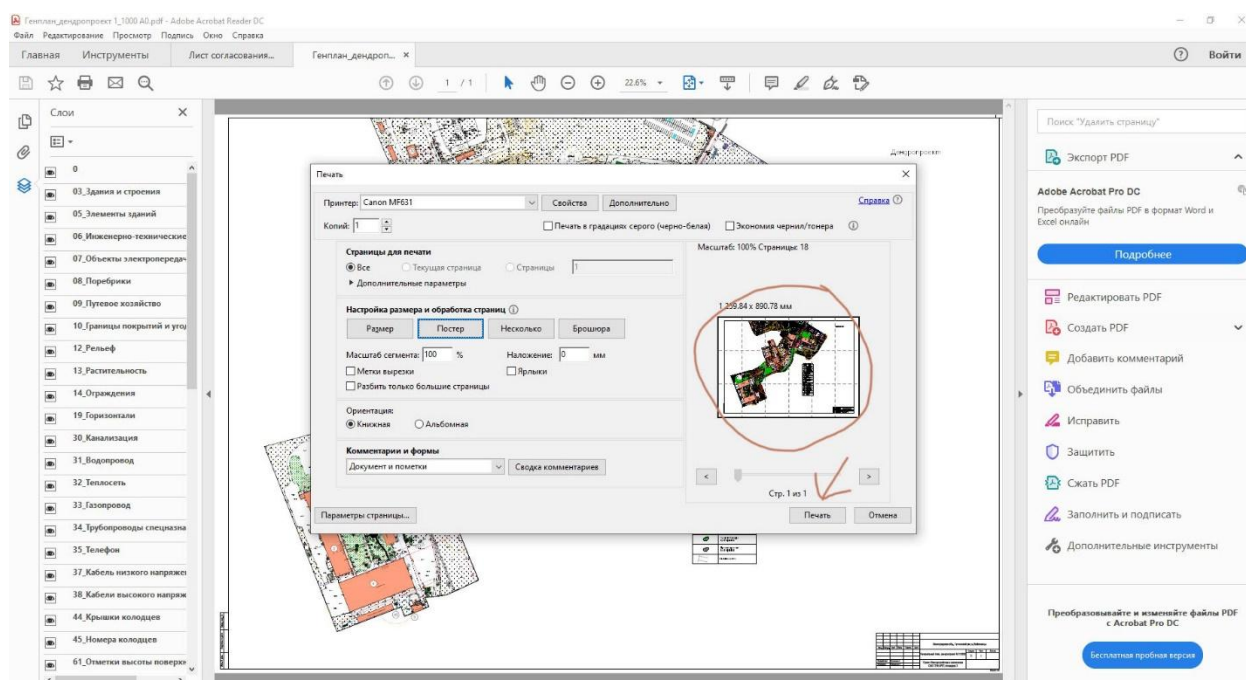 Генплан_дендропроект 1_1000 А0.pdf - Adobe Acrobat Reader DC
Файл Редактирование Просмотр Подпись Окно Справка
Главная Инструменты Лист согласования... Генплан_дендроп... × Войти
1 / 1 22.6%
Слои
0
03_Здания и строения
05_Элементы зданий
06_Инженерно-технические
07_Объекты электропередач
08_Поребрики
09_Путевое хозяйство
10_Границы покрытий и угод
12_Рельеф
13_Растительность
14_Ограждения
19_Горизонтали
30_Канализация
31_Водопровод
32_Теплосеть
33_Газопровод
34_Трубопроводы спецназна
35_Телефон
37_Кабель низкого напряжен
38_Кабели высокого напряж
44_Крышки колодцев
45_Номера колодцев
61_Отметки высоты поверхн
Дендропроект
Печать
Принтер: Canon MF631 Свойства Дополнительно Справка
Копий: 1 Печать в градациях серого (черно-белая) Экономия чернил/тонера
Страницы для печати
Все Текущая страница Страницы 1
Дополнительные параметры
Настройка размера и обработка страниц
Размер Постер Несколько Брошюра
Масштаб сегмента: 100 % Наложение: 0 мм
Метки вырезки Ярлыки
Разбить только большие страницы
Ориентация:
Книжная Альбомная
Комментарии и формы
Документ и пометки Сводка комментариев
Масштаб: 100% Страницы: 18
890.78 мм
< >
Стр. 1 из 1
Параметры страницы... Печать Отмена
Поиск "Удалить страницу"
Экспорт PDF
Adobe Acrobat Pro DC
Преобразуйте файлы PDF в формат Word и
Excel онлайн
Подробнее
Редактировать PDF
Создать PDF
Добавить комментарий
Объединить файлы
Исправить
Защитить
Сжать PDF
Заполнить и подписать
Дополнительные инструменты
Преобразовывайте и изменяйте файлы PDF
с Acrobat Pro DC
Бесплатная пробная версия